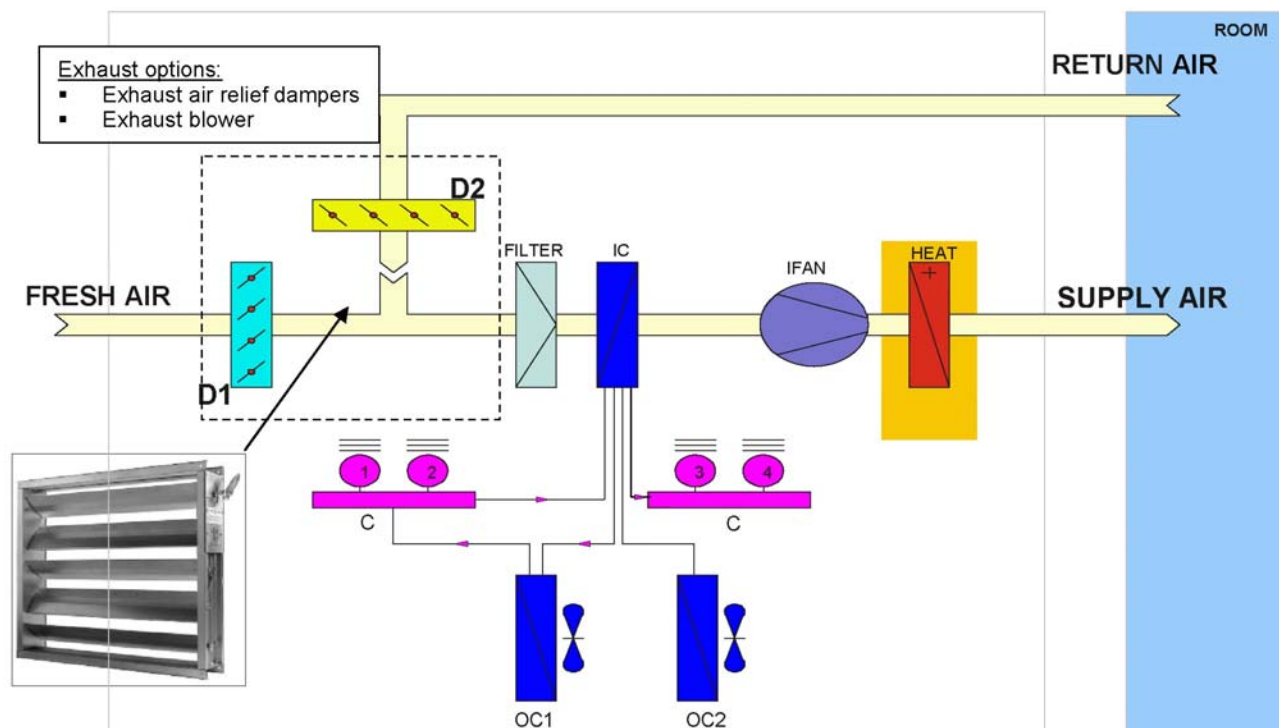 ROOM
RETURN AIR
Exhaust options:
▪ Exhaust air relief dampers
▪ Exhaust blower
D2
FILTER
IC
IFAN
HEAT
+
FRESH AIR
SUPPLY AIR
D1
1
2
3
4
C
C
OC1
OC2